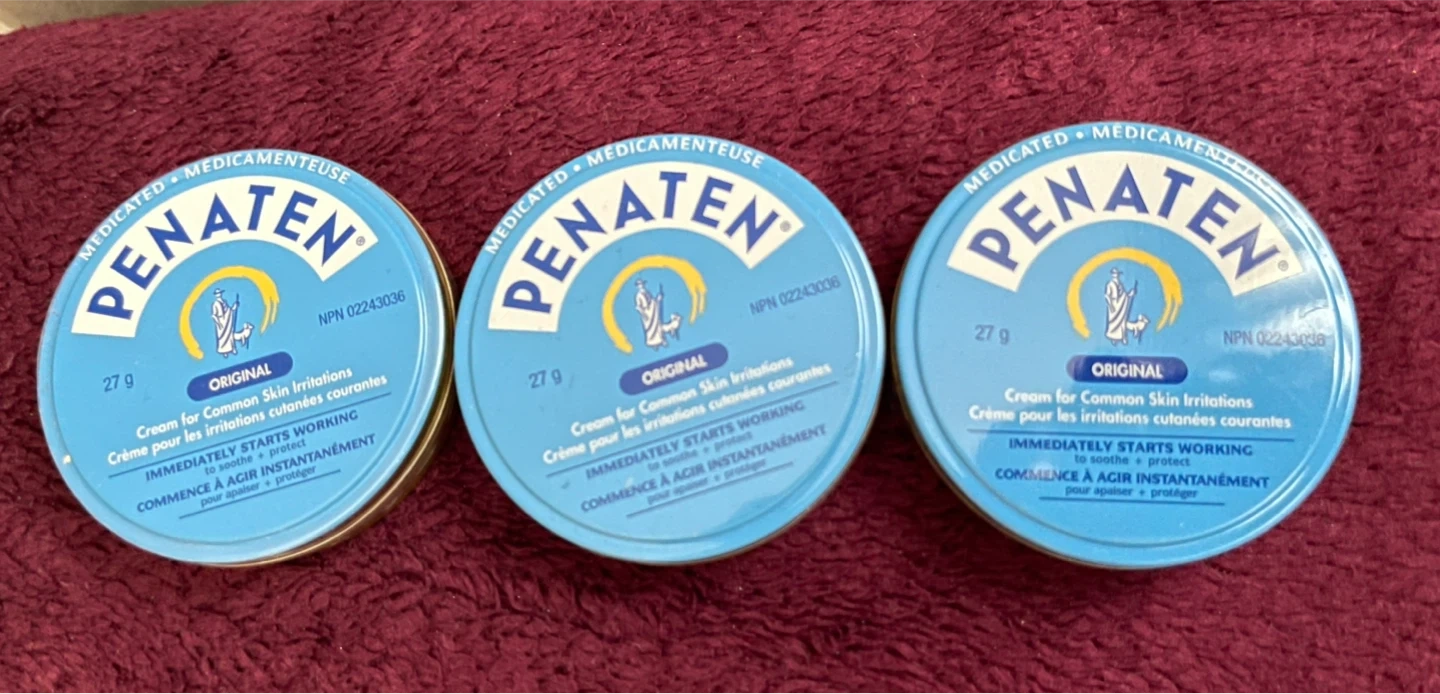 MEDICATED • MÉDICAMENTEUSE
PENATEN®
NPN 02243036
27 g
ORIGINAL
Cream for Common Skin Irritations
Crème pour les irritations cutanées courantes
IMMEDIATELY STARTS WORKING
to soothe + protect
COMMENCE À AGIR INSTANTANÉMENT
pour apaiser + protéger
MEDICATED • MÉDICAMENTEUSE
PENATEN®
NPN 02243036
27 g
ORIGINAL
Cream for Common Skin Irritations
Crème pour les irritations cutanées courantes
IMMEDIATELY STARTS WORKING
to soothe + protect
COMMENCE À AGIR INSTANTANÉMENT
pour apaiser + protéger
MEDICATED • MÉDICAMENTEUSE
PENATEN®
27 g
NPN 02243036
ORIGINAL
Cream for Common Skin Irritations
Crème pour les irritations cutanées courantes
IMMEDIATELY STARTS WORKING
to soothe + protect
COMMENCE À AGIR INSTANTANÉMENT
pour apaiser + protéger